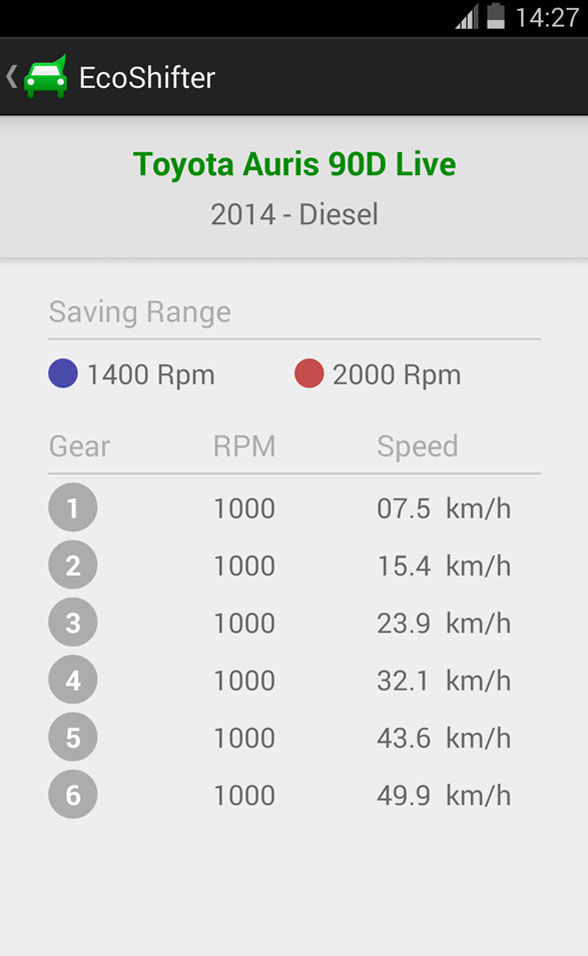 14:27
EcoShifter
Toyota Auris 90D Live
2014 - Diesel
Saving Range
1400 Rpm 2000 Rpm
Gear RPM Speed
1 1000 07.5 km/h
2 1000 15.4 km/h
3 1000 23.9 km/h
4 1000 32.1 km/h
5 1000 43.6 km/h
6 1000 49.9 km/h